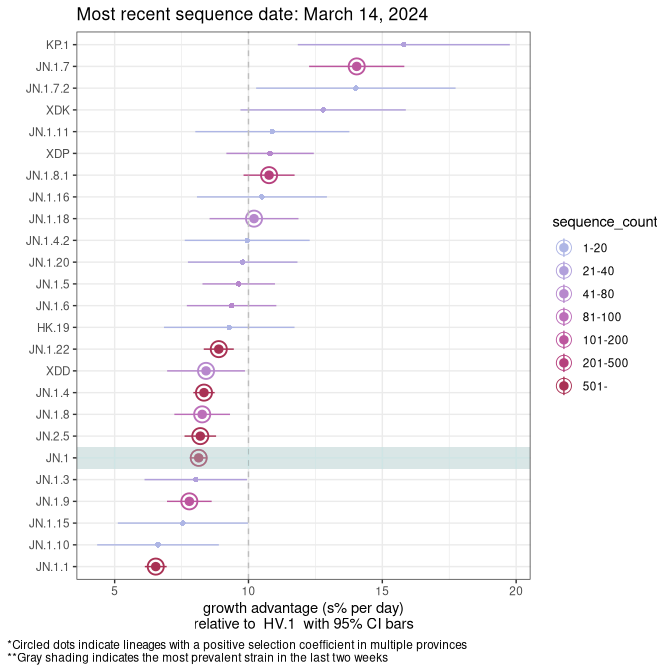 Most recent sequence date: March 14, 2024
KP.1
JN.1.7
JN.1.7.2
XDK
JN.1.11
XDP
JN.1.8.1
JN.1.16
JN.1.18
JN.1.4.2
JN.1.20
JN.1.5
JN.1.6
HK.19
JN.1.22
XDD
JN.1.4
JN.1.8
JN.2.5
JN.1
JN.1.3
JN.1.9
JN.1.15
JN.1.10
JN.1.1
5 10 15 20
growth advantage (s% per day)
relative to HV.1 with 95% CI bars
sequence_count
1-20
21-40
41-80
81-100
101-200
201-500
501-
*Circled dots indicate lineages with a positive selection coefficient in multiple provinces
**Gray shading indicates the most prevalent strain in the last two weeks